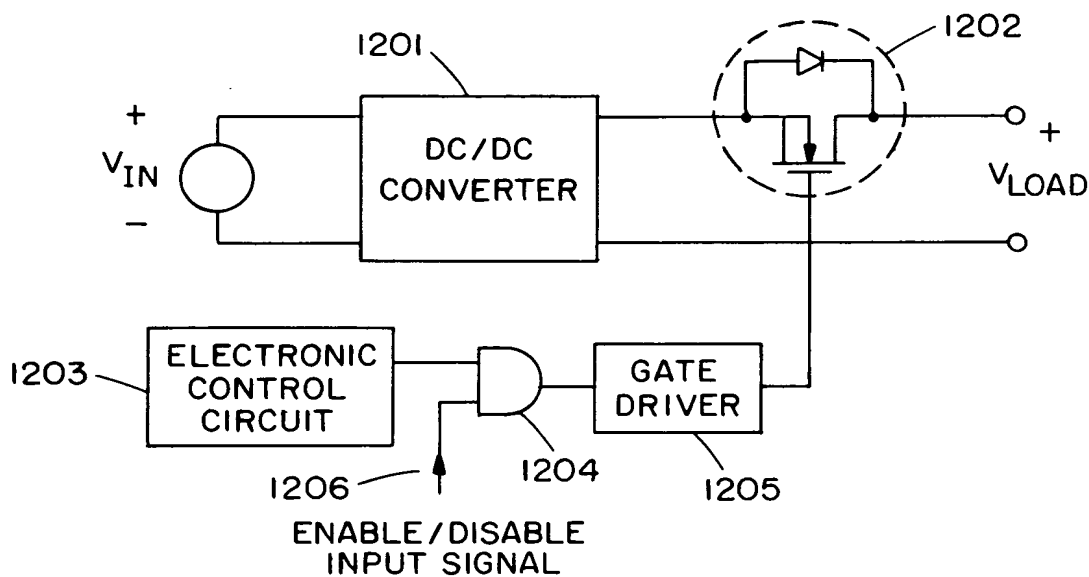 1201
1202
+
V_IN
−
DC/DC
CONVERTER
+
V_LOAD
1203
ELECTRONIC
CONTROL
CIRCUIT
1204
GATE
DRIVER
1205
1206
ENABLE/DISABLE
INPUT SIGNAL